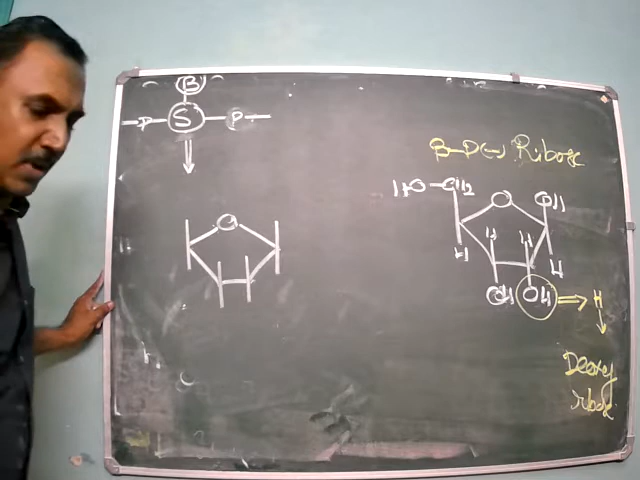 B
P S P
B-D(-) Ribose
HO-CH2 O OH
H H H H
OH OH H
Deoxy
ribose
O